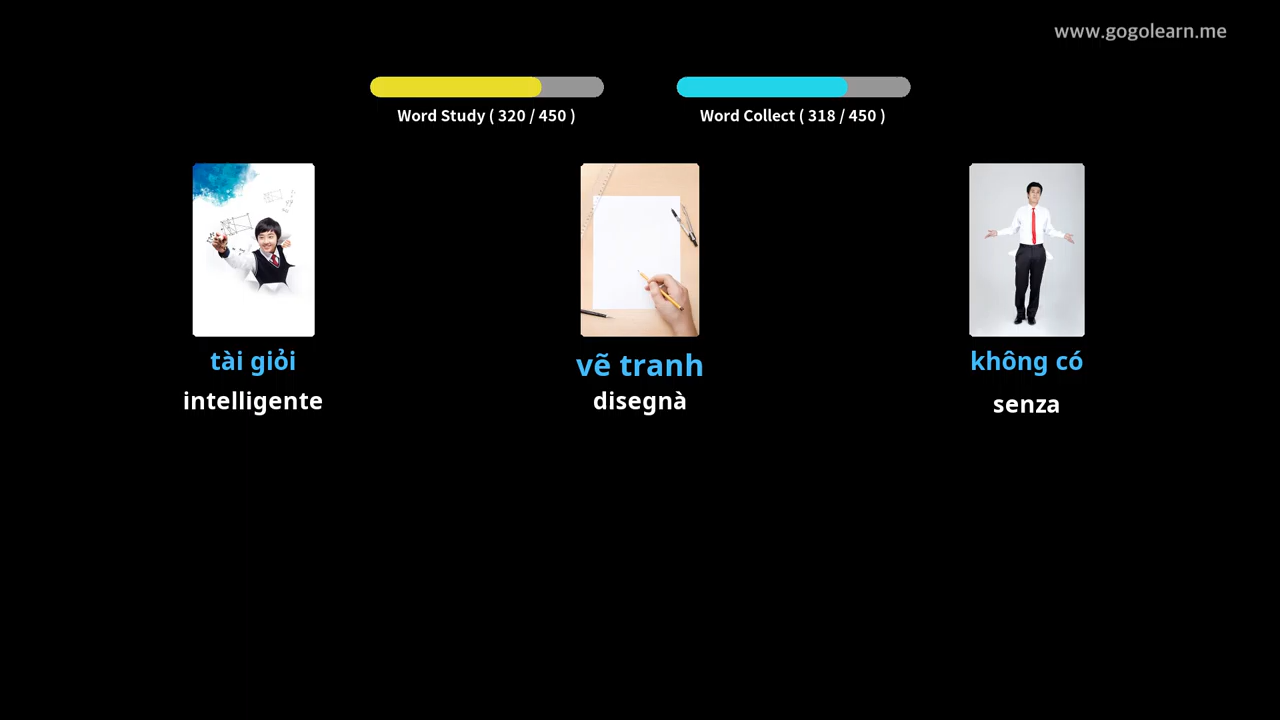 www.gogolearn.me
Word Study ( 320 / 450 )
Word Collect ( 318 / 450 )
tài giỏi
vẽ tranh
không có
intelligente
disegnà
senza